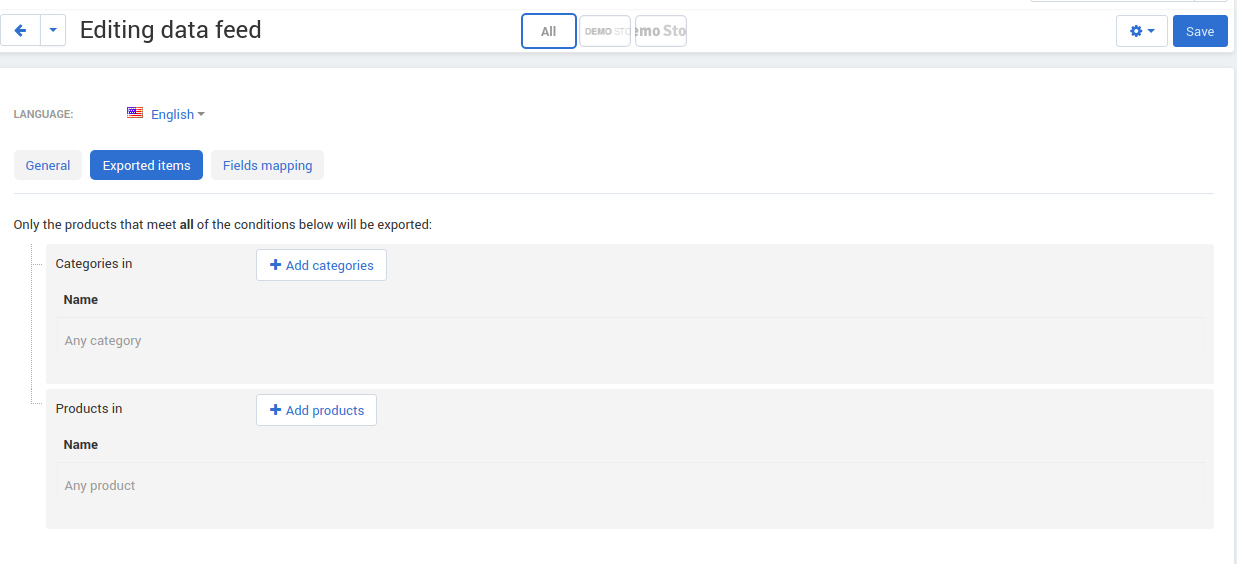 Editing data feed
All
DEMO STO
emo Sto
Save
LANGUAGE:
English
General
Exported items
Fields mapping
Only the products that meet all of the conditions below will be exported:
Categories in
Add categories
Name
Any category
Products in
Add products
Name
Any product